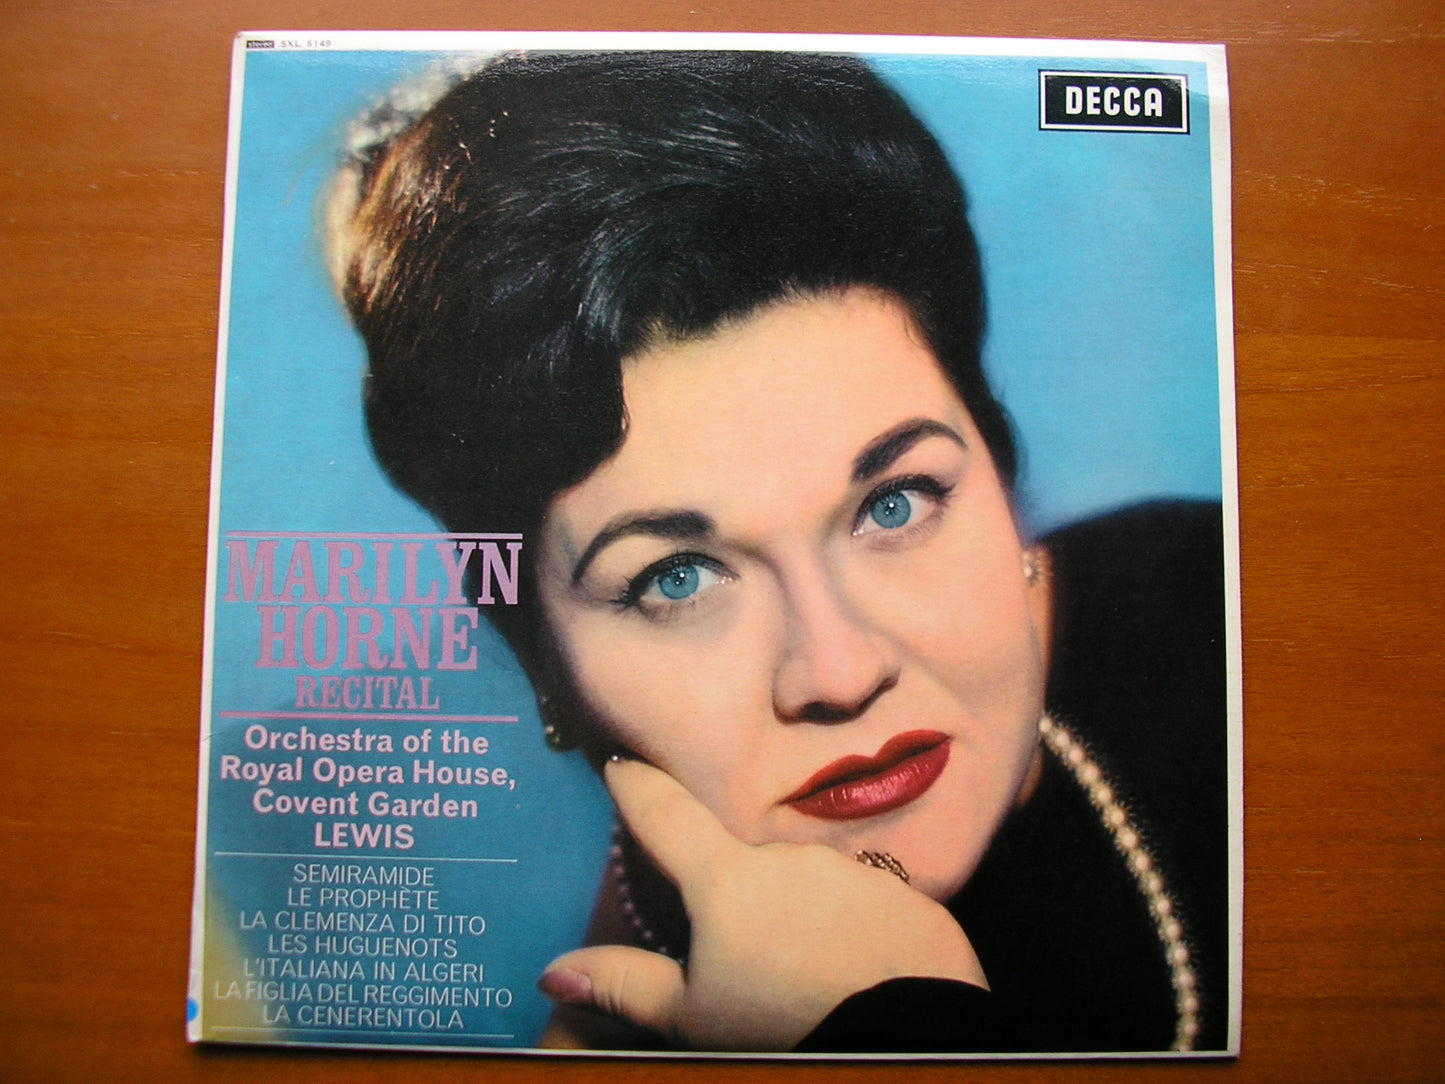 stereo SXL 6149
DECCA
MARILYN
HORNE
RECITAL
Orchestra of the
Royal Opera House,
Covent Garden
LEWIS
SEMIRAMIDE
LE PROPHÈTE
LA CLEMENZA DI TITO
LES HUGUENOTS
L'ITALIANA IN ALGERI
LA FIGLIA DEL REGGIMENTO
LA CENERENTOLA